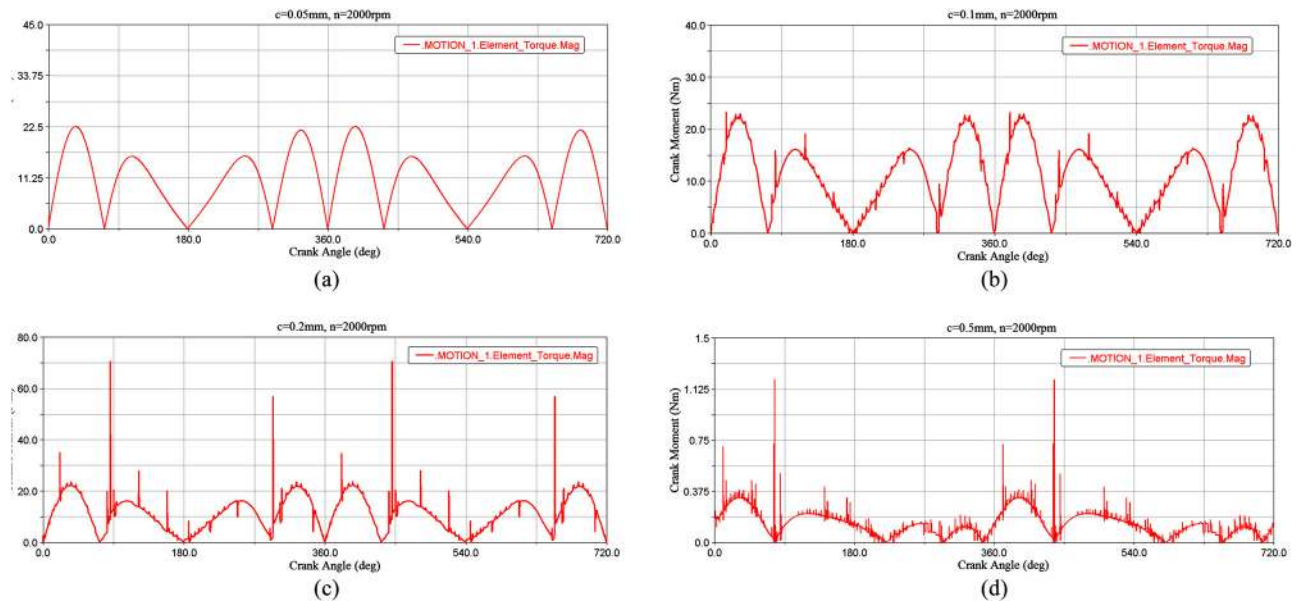 c=0.05mm, n=2000rpm
45.0
33.75
22.5
11.25
0.0
.MOTION_1.Element_Torque.Mag
0.0 180.0 360.0 540.0 720.0
Crank Angle (deg)
(a)
c=0.1mm, n=2000rpm
40.0
30.0
20.0
10.0
0.0
Crank Moment (Nm)
.MOTION_1.Element_Torque.Mag
0.0 180.0 360.0 540.0 720.0
Crank Angle (deg)
(b)
c=0.2mm, n=2000rpm
80.0
60.0
40.0
20.0
0.0
.MOTION_1.Element_Torque.Mag
0.0 180.0 360.0 540.0 720.0
Crank Angle (deg)
(c)
c=0.5mm, n=2000rpm
1.5
1.125
0.75
0.375
0.0
Crank Moment (Nm)
.MOTION_1.Element_Torque.Mag
0.0 180.0 360.0 540.0 720.0
Crank Angle (deg)
(d)